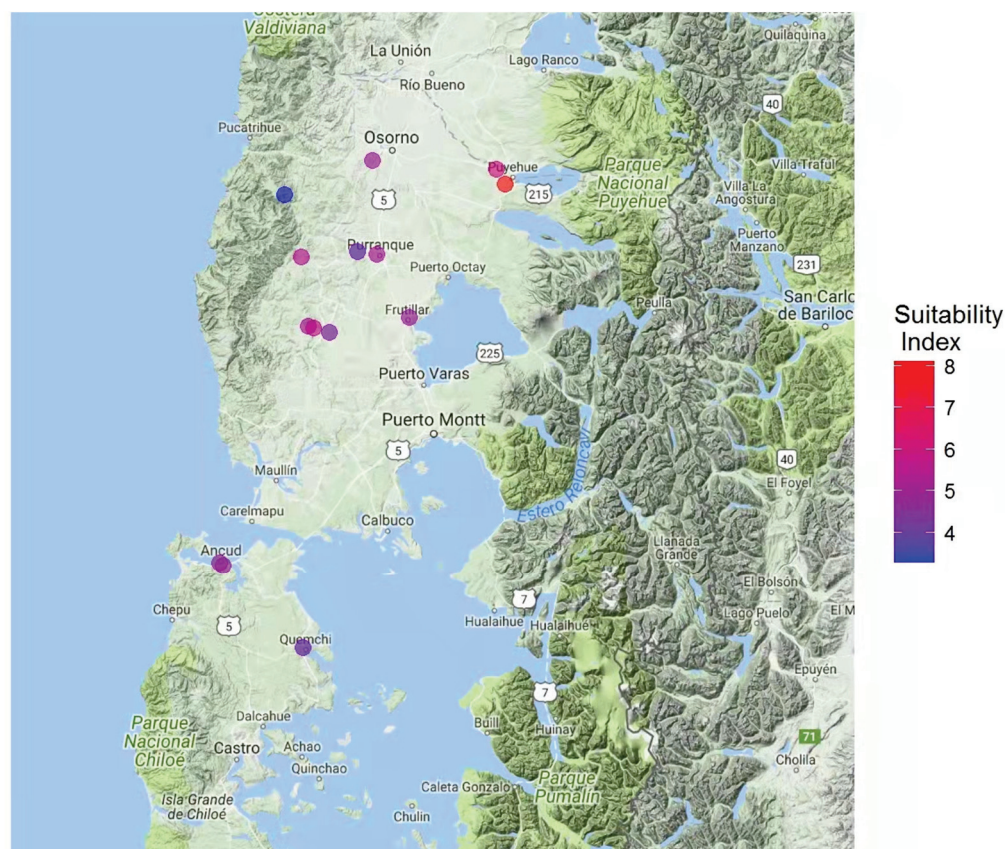 Costera
Valdiviana
Quilaquina
La Unión
Lago Ranco
Río Bueno
40
Pucatrihue
Osorno
Puyehue
Parque
Nacional
Puyehue
Villa Traful
Villa La
Angostura
5
215
Puerto
Manzano
Purranque
Puerto Octay
231
San Carlo
de Bariloc
Peulla
Frutillar
225
Puerto Varas
Puerto Montt
5
Estero Reloncaví
40
El Foyel
Maullín
Carelmapu
Calbuco
Ancud
Llanada
Grande
El Bolsón
Chepu
5
7
Hualaihue
Hualaihué
Lago Puelo
El M
Quemchi
Epuyén
7
Parque
Nacional
Chiloé
Dalcahue
Buill
Huinay
71
Castro
Achao
Cholila
Quinchao
Isla Grande
de Chiloé
Caleta Gonzalo
Parque
Pumalín
Chulin
Suitability
Index
8
7
6
5
4